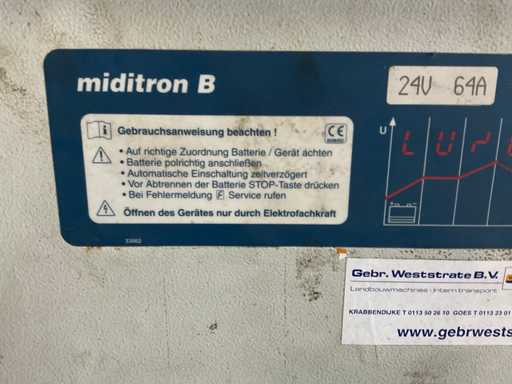 miditron B
24V 64A
Gebrauchsanweisung beachten !
• Auf richtige Zuordnung Batterie / Gerät achten
• Batterie polrichtig anschließen
• Automatische Einschaltung zeitverzögert
• Vor Abtrennen der Batterie STOP-Taste drücken
• Bei Fehlermeldung F Service rufen
Öffnen des Gerätes nur durch Elektrofachkraft
CE
U
L U
33662
Gebr. Weststrate B.V.
Landbouwmachines - Intern transport
KRABBENDIJKE T 0113 50 26 10 GOES T 0113 23 01
www.gebrwests